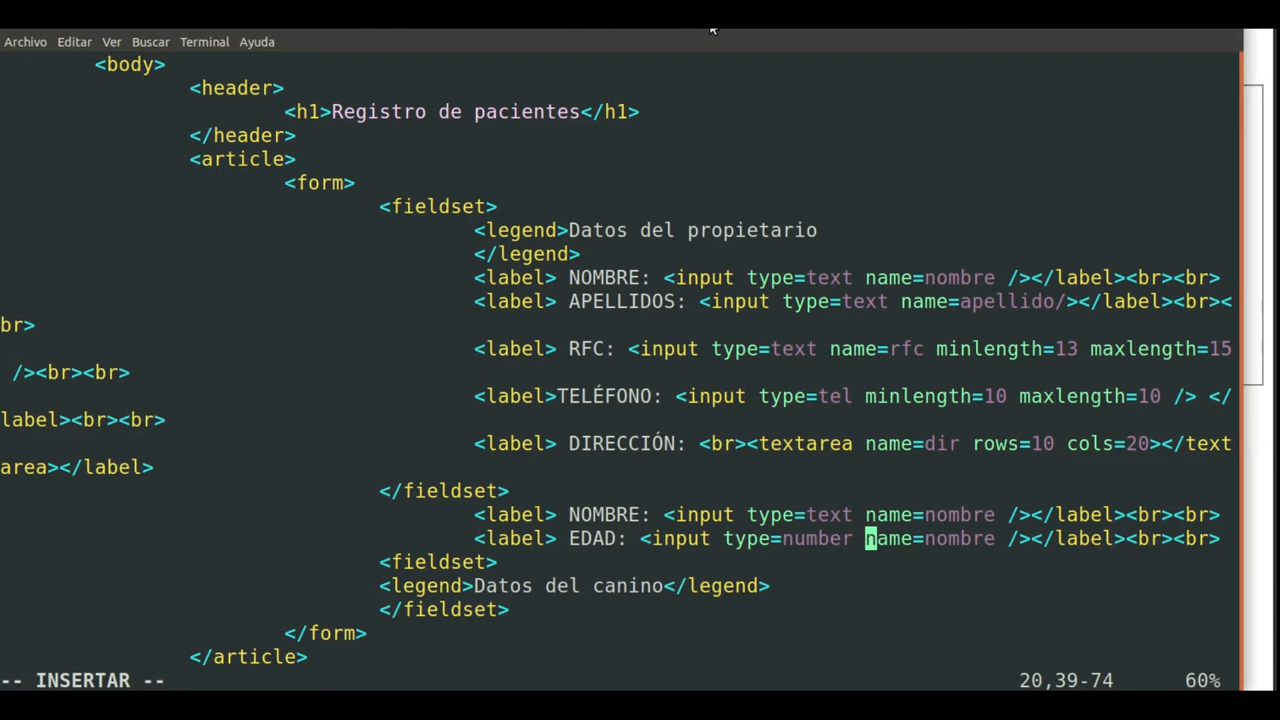 Archivo Editar Ver Buscar Terminal Ayuda
<body>
<header>
<h1>Registro de pacientes</h1>
</header>
<article>
<form>
<fieldset>
<legend>Datos del propietario
</legend>
<label> NOMBRE: <input type=text name=nombre /></label><br><br>
<label> APELLIDOS: <input type=text name=apellido/></label><br><
br>
<label> RFC: <input type=text name=rfc minlength=13 maxlength=15
/><br><br>
<label>TELÉFONO: <input type=tel minlength=10 maxlength=10 /> </
label><br><br>
<label> DIRECCIÓN: <br><textarea name=dir rows=10 cols=20></text
area></label>
</fieldset>
<label> NOMBRE: <input type=text name=nombre /></label><br><br>
<label> EDAD: <input type=number name=nombre /></label><br><br>
<fieldset>
<legend>Datos del canino</legend>
</fieldset>
</form>
</article>
-- INSERTAR -- 20,39-74 60%